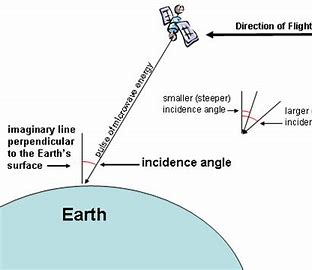 Direction of Flight
pulse of microwave energy
smaller (steeper)
incidence angle
larger
imaginary line
perpendicular
to the Earth's
surface
incidence angle
Earth